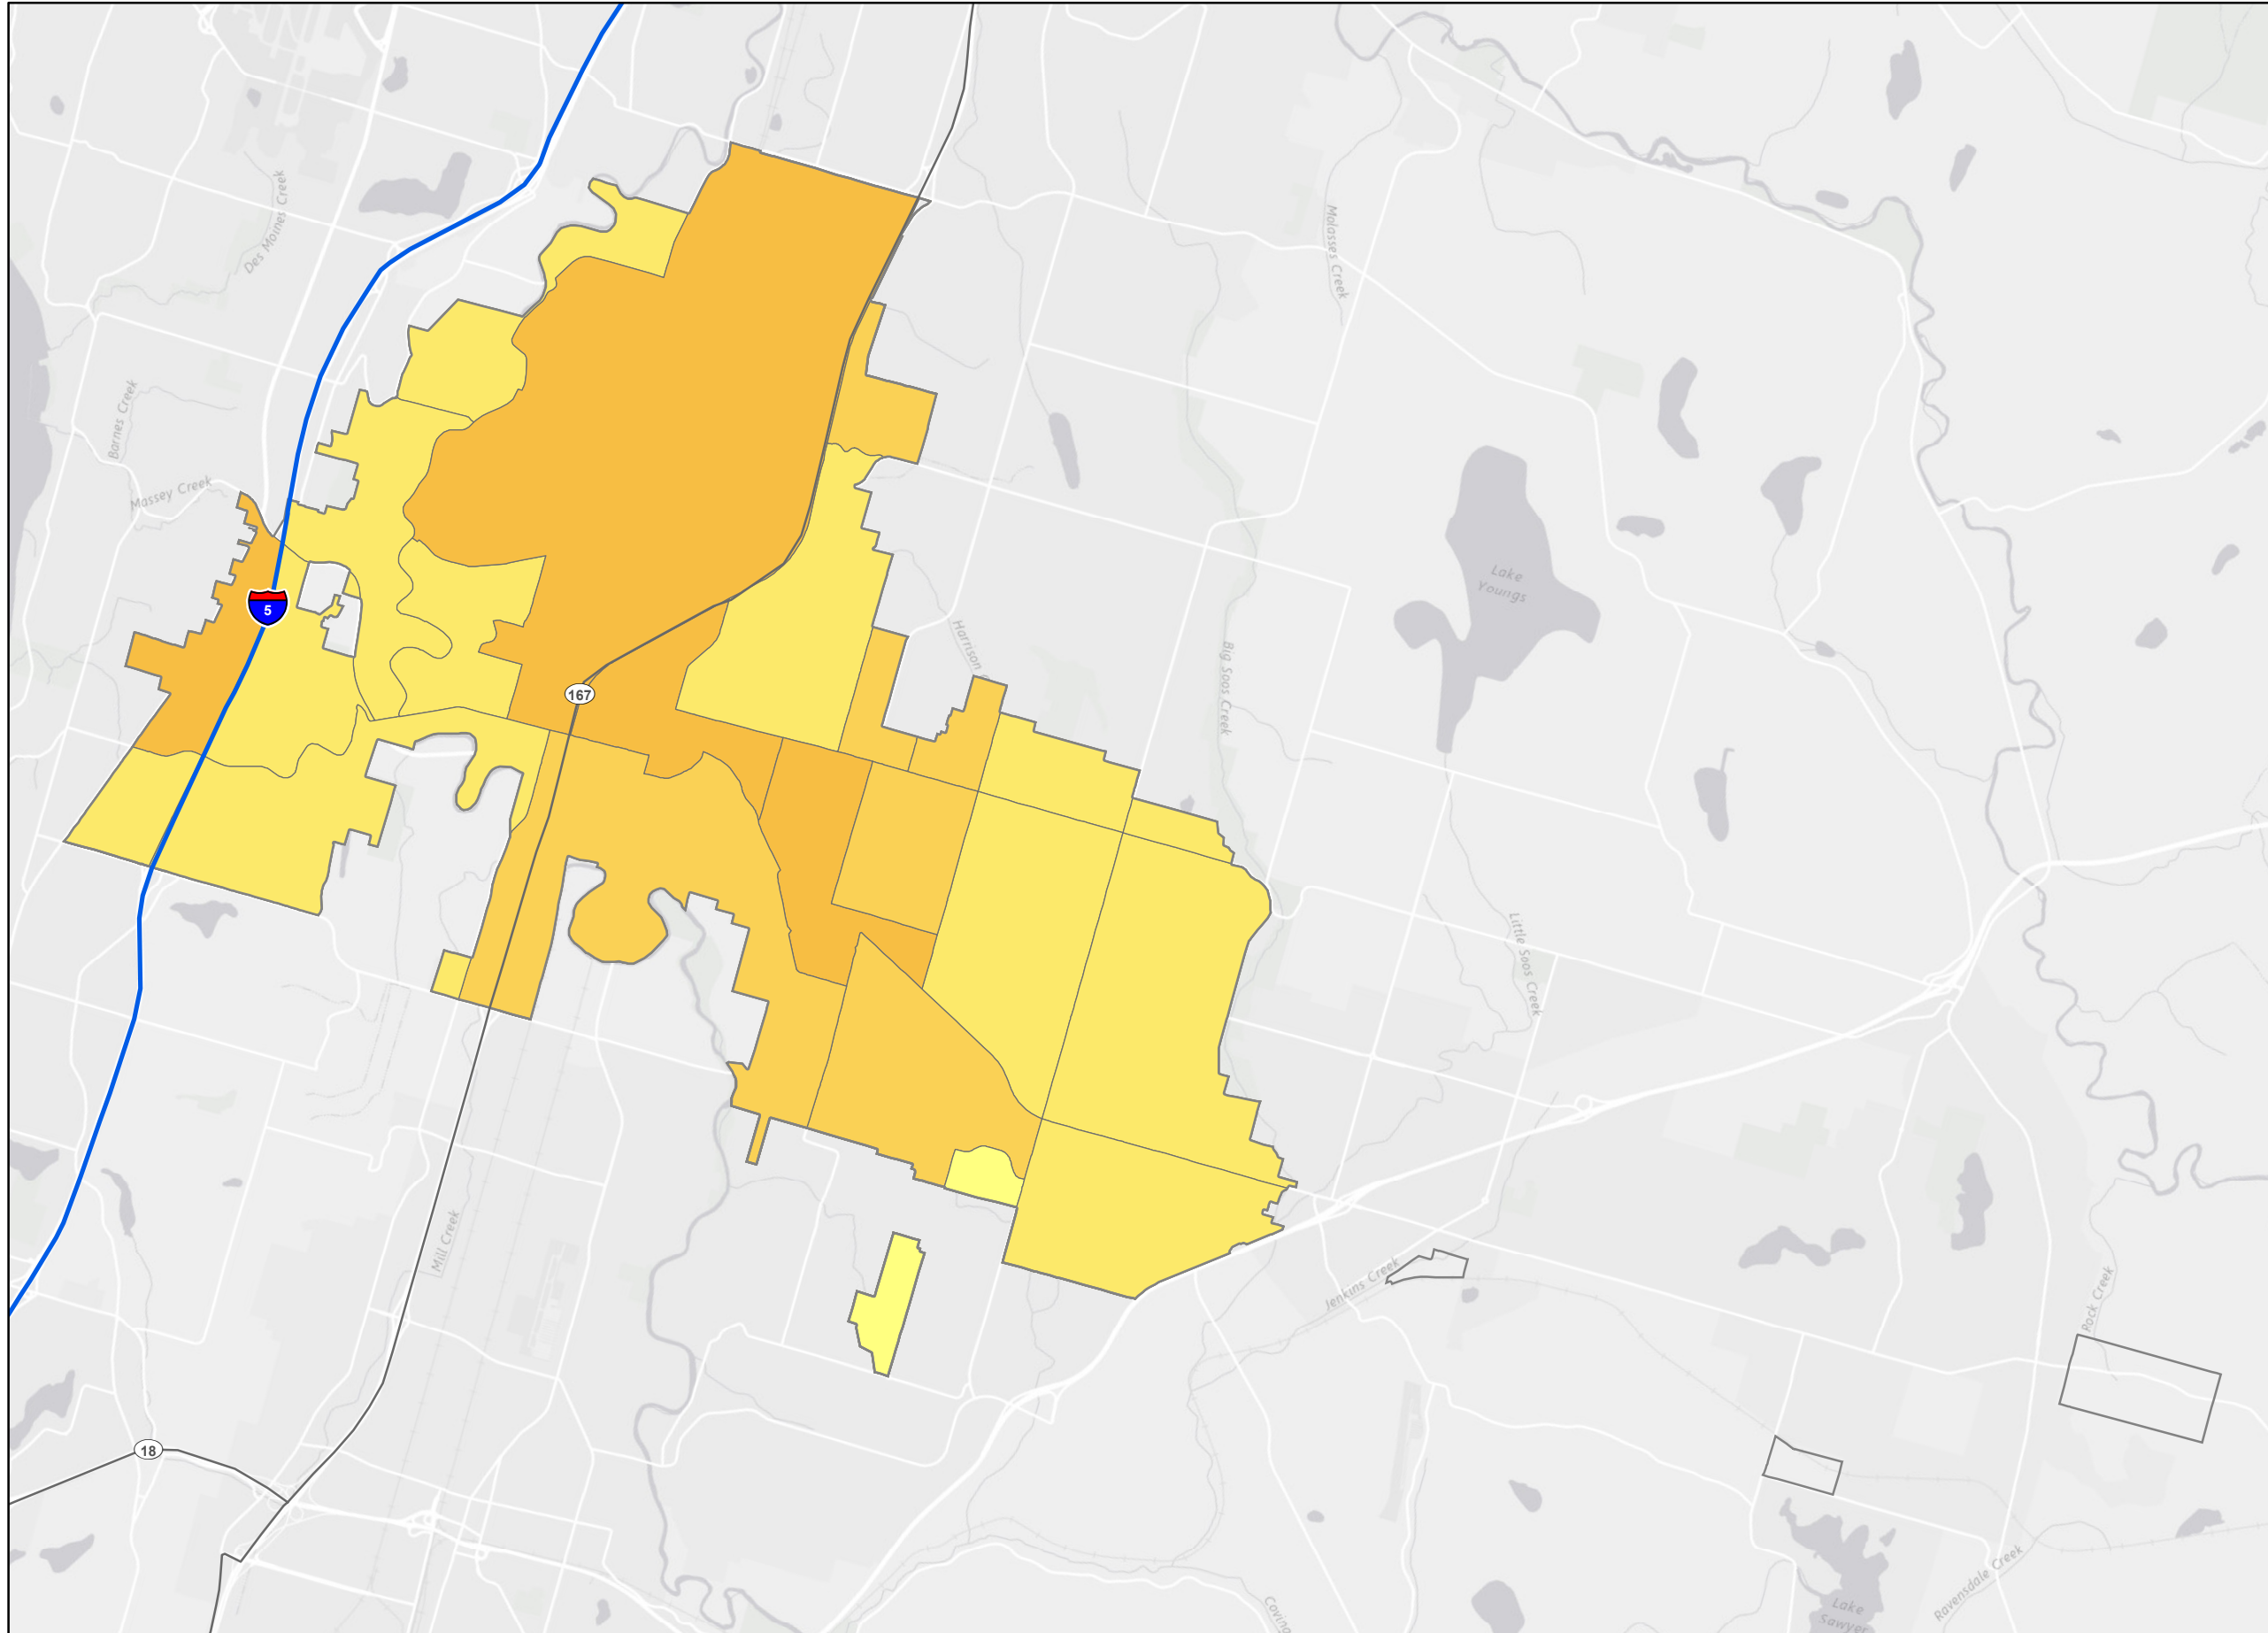 Des Moines Creek
Molasses Creek
Barnes Creek
Massey Creek
Lake
Youngs
5
Harrison
Big Soos Creek
167
Little Soos Creek
Mill Creek
Jenkins Creek
Rock Creek
18
Ravensdale Creek
Lake
Sawyer